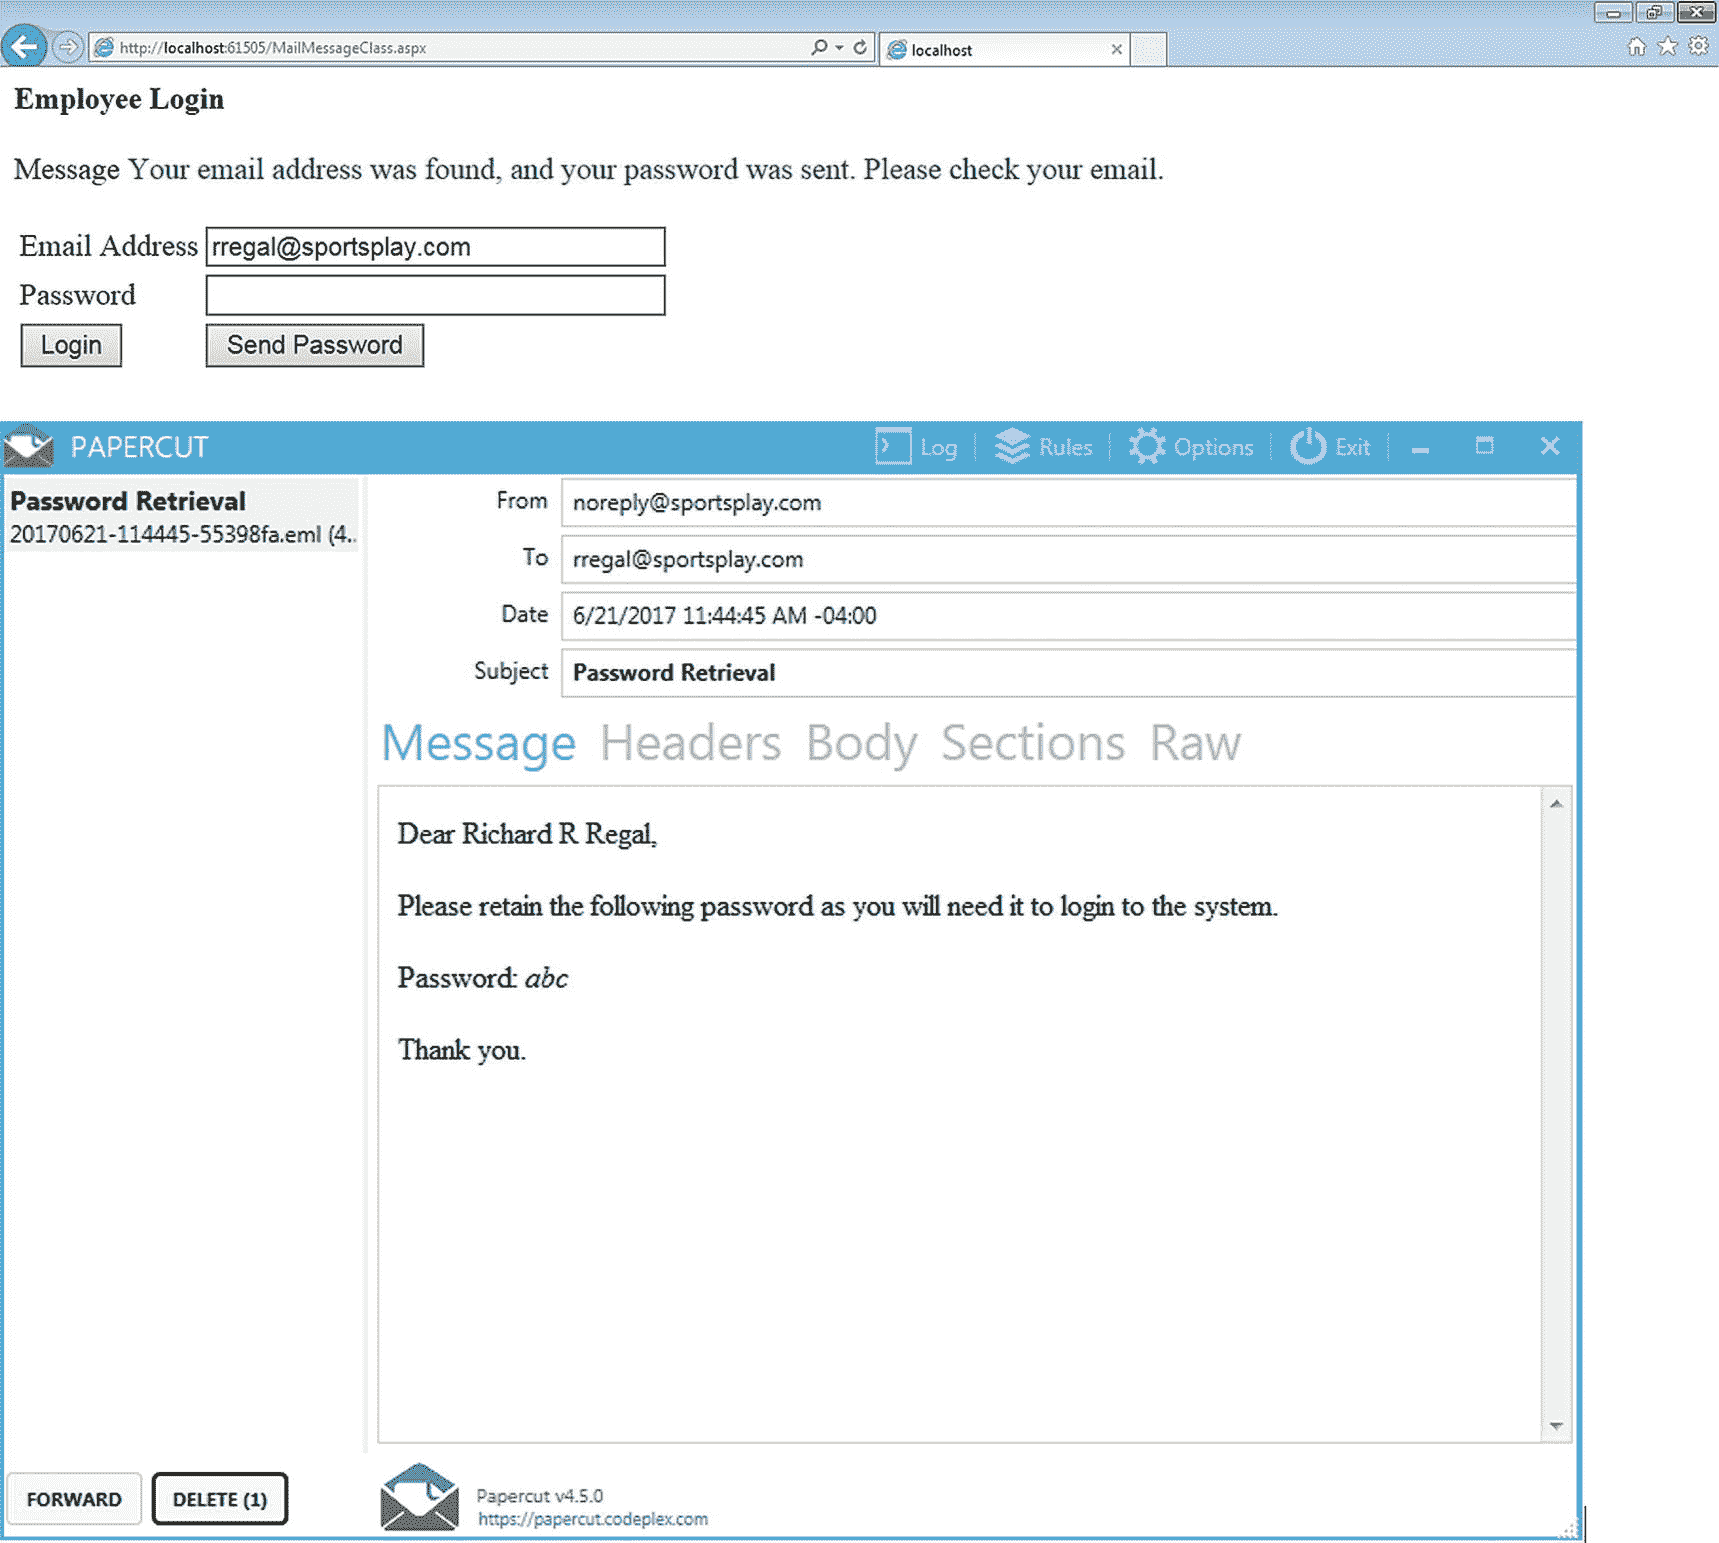 http://localhost:61505/MailMessageClass.aspx
localhost
Employee Login
Message Your email address was found, and your password was sent. Please check your email.
Email Address rregal@sportsplay.com
Password
Login Send Password
PAPERCUT Log Rules Options Exit
Password Retrieval
20170621-114445-55398fa.eml (4..
From noreply@sportsplay.com
To rregal@sportsplay.com
Date 6/21/2017 11:44:45 AM -04:00
Subject Password Retrieval
Message Headers Body Sections Raw
Dear Richard R Regal,
Please retain the following password as you will need it to login to the system.
Password: abc
Thank you.
FORWARD DELETE (1)
Papercut v4.5.0
https://papercut.codeplex.com